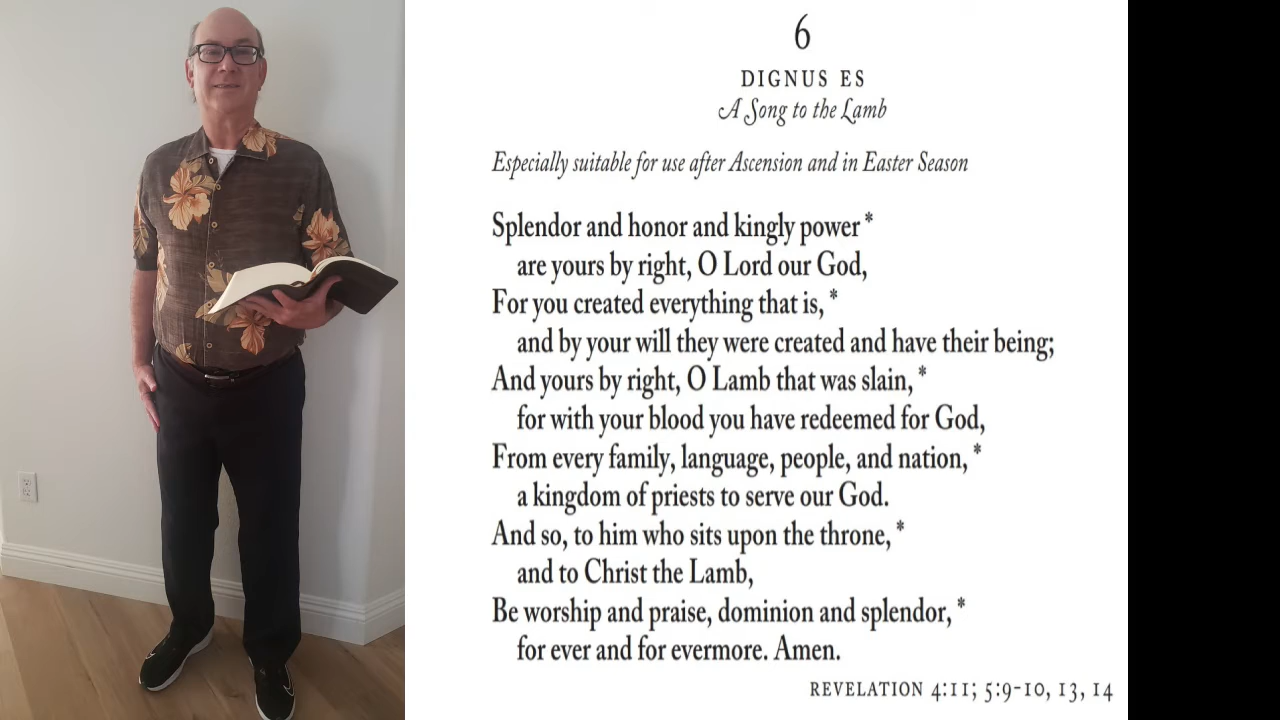 6
DIGNUS ES
A Song to the Lamb
Especially suitable for use after Ascension and in Easter Season
Splendor and honor and kingly power *
are yours by right, O Lord our God,
For you created everything that is, *
and by your will they were created and have their being;
And yours by right, O Lamb that was slain, *
for with your blood you have redeemed for God,
From every family, language, people, and nation, *
a kingdom of priests to serve our God.
And so, to him who sits upon the throne, *
and to Christ the Lamb,
Be worship and praise, dominion and splendor, *
for ever and for evermore. Amen.
REVELATION 4:11; 5:9-10, 13, 14